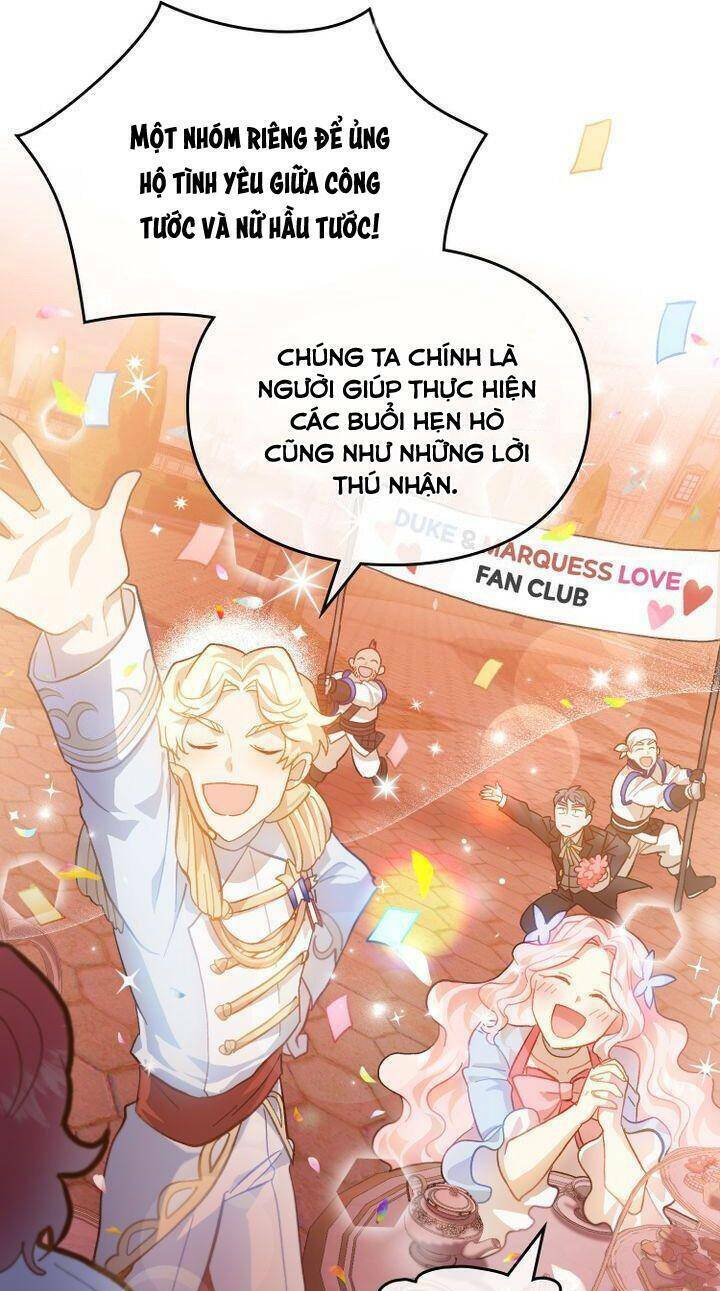 MỘT NHÓM RIÊNG ĐỂ ỦNG
HỘ TÌNH YÊU GIỮA CÔNG
TƯỚC VÀ NỮ HẦU TƯỚC!
CHÚNG TA CHÍNH LÀ
NGƯỜI GIÚP THỰC HIỆN
CÁC BUỔI HẸN HÒ
CŨNG NHƯ NHỮNG LỜI
THÚ NHẬN.
DUKE & MARQUESS LOVE
FAN CLUB